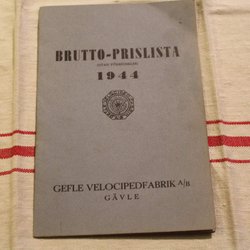 BRUTTO-PRISLISTA
1944
GEFLE VELOCIPEDFABRIK A/B
GÄVLE